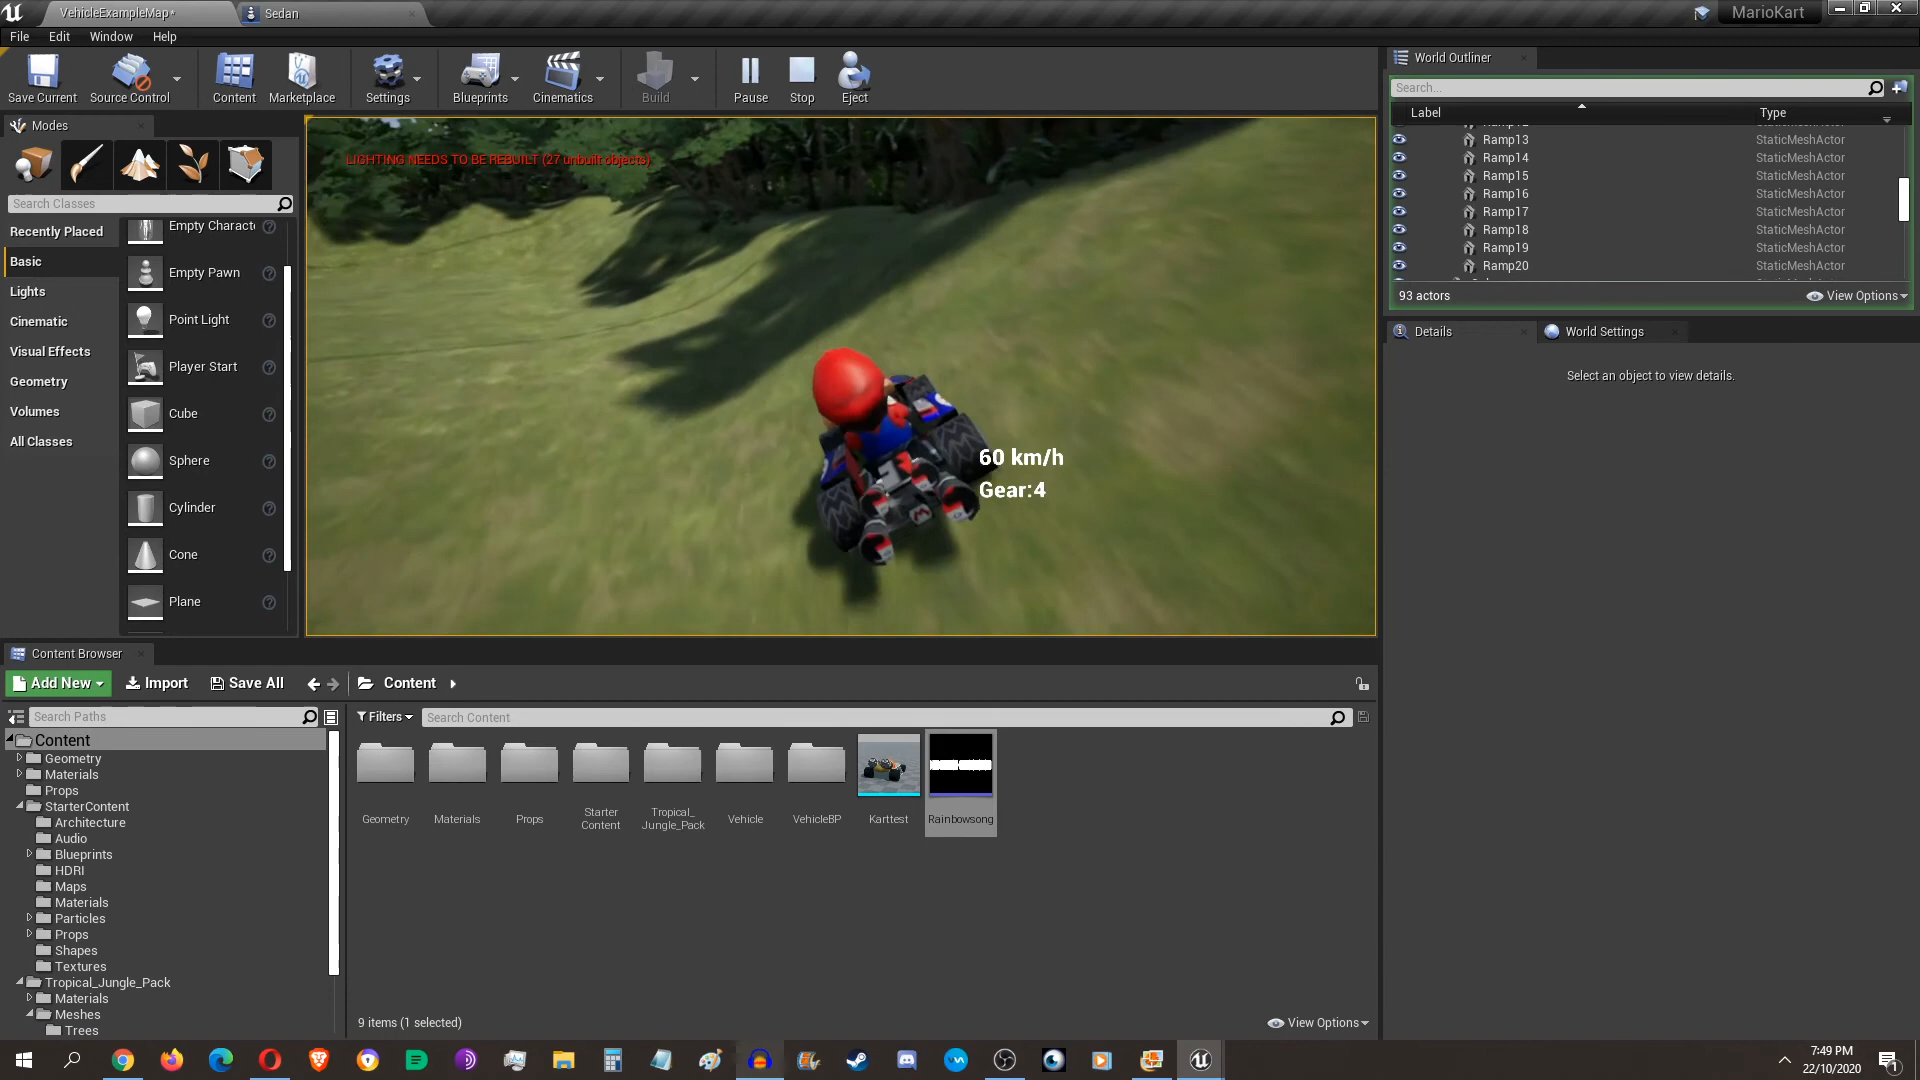 VehicleExampleMap*
Sedan
MarioKart
File Edit Window Help
Save Current
Source Control
Content
Marketplace
Settings
Blueprints
Cinematics
Build
Pause
Stop
Eject
Modes
Search Classes
Recently Placed
Basic
Lights
Cinematic
Visual Effects
Geometry
Volumes
All Classes
Empty Charact
Empty Pawn
Point Light
Player Start
Cube
Sphere
Cylinder
Cone
Plane
LIGHTING NEEDS TO BE REBUILT (27 unbuilt objects)
60 km/h
Gear:4
World Outliner
Search...
Label Type
Ramp13 StaticMeshActor
Ramp14 StaticMeshActor
Ramp15 StaticMeshActor
Ramp16 StaticMeshActor
Ramp17 StaticMeshActor
Ramp18 StaticMeshActor
Ramp19 StaticMeshActor
Ramp20 StaticMeshActor
93 actors
View Options
Details
World Settings
Select an object to view details.
Content Browser
Add New
Import
Save All
Content
Search Paths
Filters
Search Content
Content
Geometry
Materials
Props
StarterContent
Architecture
Audio
Blueprints
HDRI
Maps
Materials
Particles
Props
Shapes
Textures
Tropical_Jungle_Pack
Materials
Meshes
Trees
Geometry
Materials
Props
Starter
Content
Tropical_
Jungle_Pack
Vehicle
VehicleBP
Karttest
Rainbowsong
9 items (1 selected)
View Options
7:49 PM
22/10/2020
1